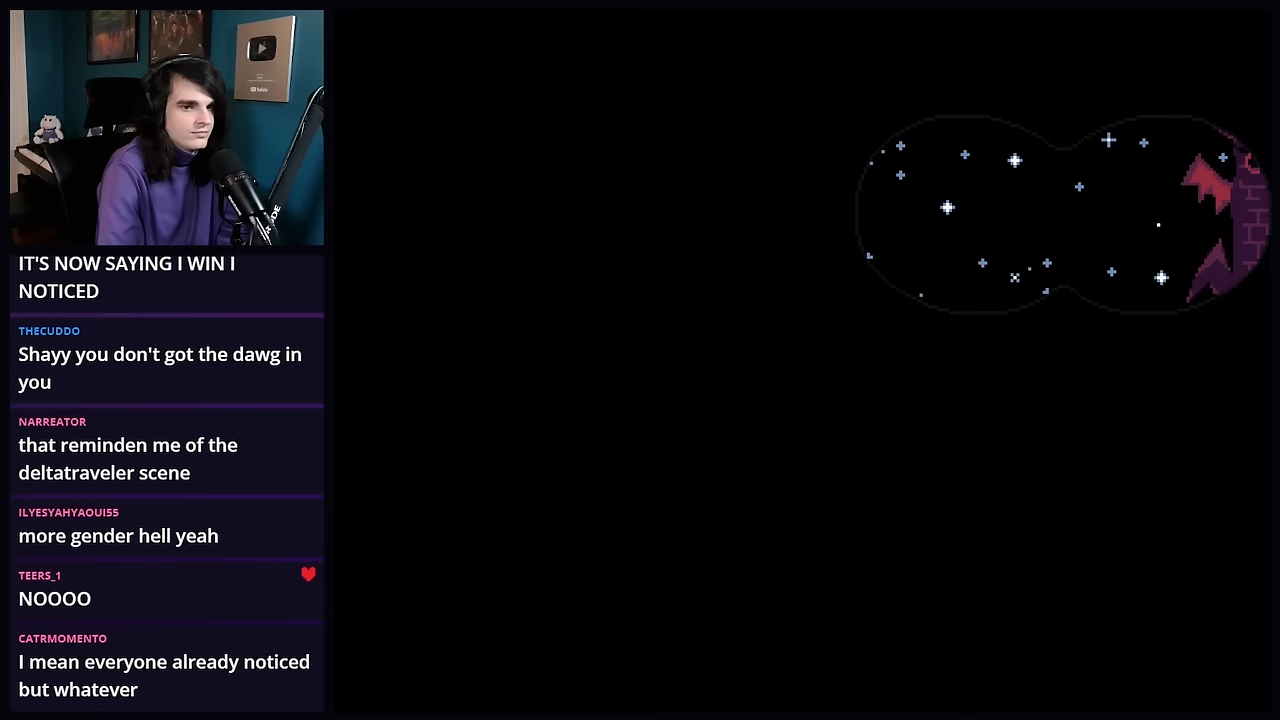 IT'S NOW SAYING I WIN I
NOTICED
THECUDDO
Shayy you don't got the dawg in
you
NARREATOR
that reminden me of the
deltatraveler scene
ILYESYAHYAOUI55
more gender hell yeah
TEERS_1
NOOOO
CATRMOMENTO
I mean everyone already noticed
but whatever
YouTube